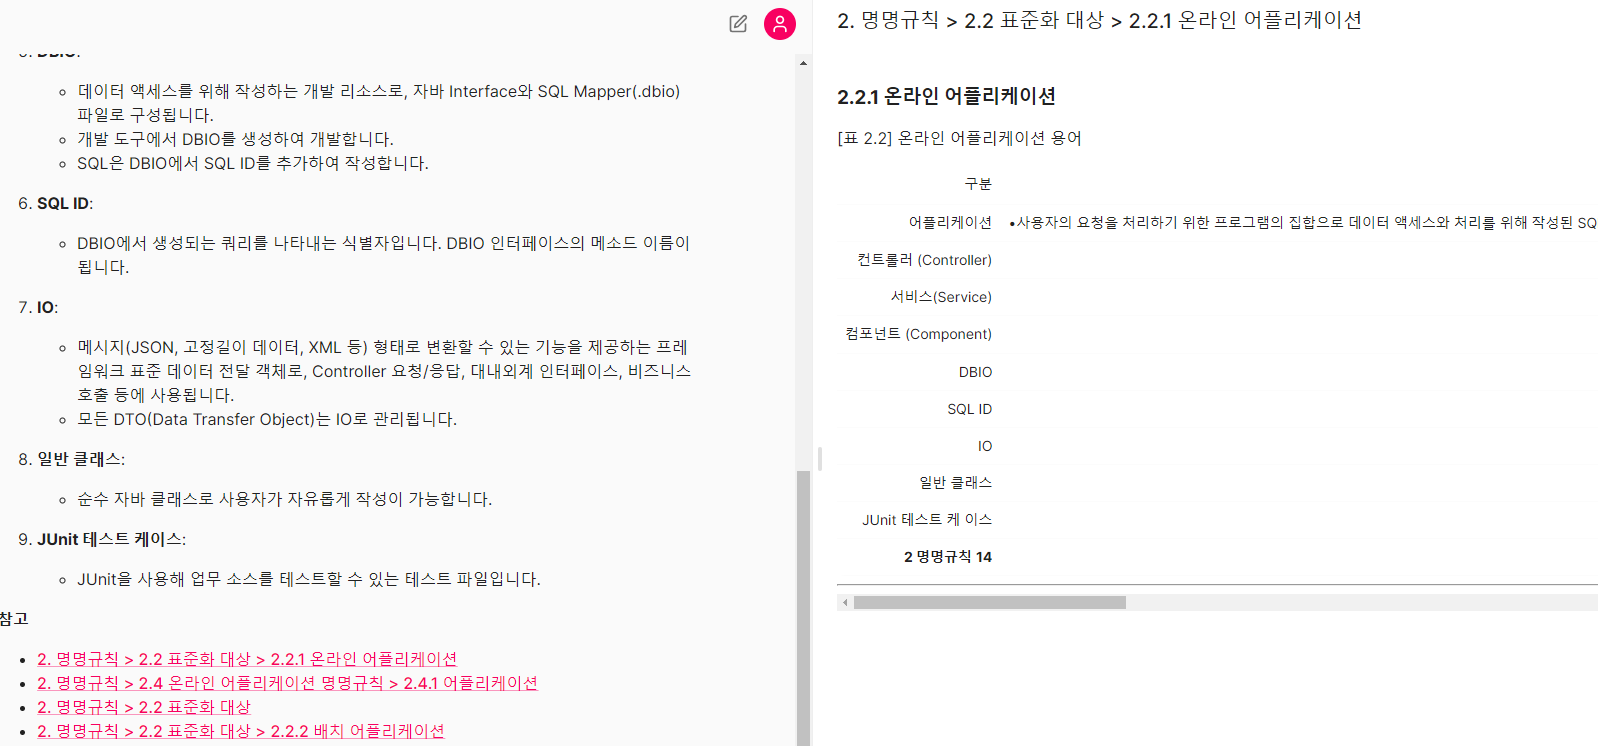 5. DBIO:
◦ 데이터 액세스를 위해 작성하는 개발 리소스로, 자바 Interface와 SQL Mapper(.dbio)
파일로 구성됩니다.
◦ 개발 도구에서 DBIO를 생성하여 개발합니다.
◦ SQL은 DBIO에서 SQL ID를 추가하여 작성합니다.
6. SQL ID:
◦ DBIO에서 생성되는 쿼리를 나타내는 식별자입니다. DBIO 인터페이스의 메소드 이름이
됩니다.
7. IO:
◦ 메시지(JSON, 고정길이 데이터, XML 등) 형태로 변환할 수 있는 기능을 제공하는 프레
임워크 표준 데이터 전달 객체로, Controller 요청/응답, 대내외계 인터페이스, 비즈니스
호출 등에 사용됩니다.
◦ 모든 DTO(Data Transfer Object)는 IO로 관리됩니다.
8. 일반 클래스:
◦ 순수 자바 클래스로 사용자가 자유롭게 작성이 가능합니다.
9. JUnit 테스트 케이스:
◦ JUnit을 사용해 업무 소스를 테스트할 수 있는 테스트 파일입니다.
참고
• 2. 명명규칙 > 2.2 표준화 대상 > 2.2.1 온라인 어플리케이션
• 2. 명명규칙 > 2.4 온라인 어플리케이션 명명규칙 > 2.4.1 어플리케이션
• 2. 명명규칙 > 2.2 표준화 대상
• 2. 명명규칙 > 2.2 표준화 대상 > 2.2.2 배치 어플리케이션
2. 명명규칙 > 2.2 표준화 대상 > 2.2.1 온라인 어플리케이션
2.2.1 온라인 어플리케이션
[표 2.2] 온라인 어플리케이션 용어
구분
어플리케이션 •사용자의 요청을 처리하기 위한 프로그램의 집합으로 데이터 액세스와 처리를 위해 작성된 SQ
컨트롤러 (Controller)
서비스(Service)
컴포넌트 (Component)
DBIO
SQL ID
IO
일반 클래스
JUnit 테스트 케 이스
2 명명규칙 14